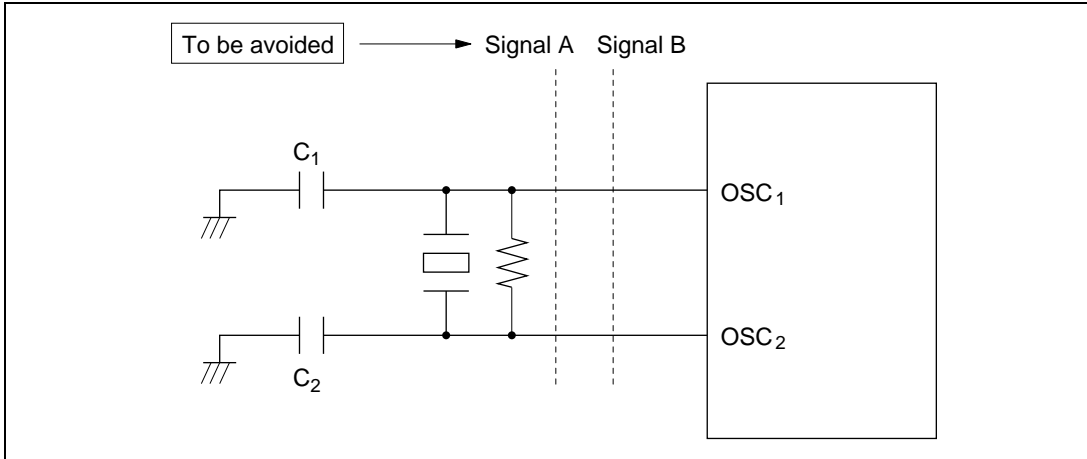 To be avoided Signal A Signal B
C1
OSC1
OSC2
C2